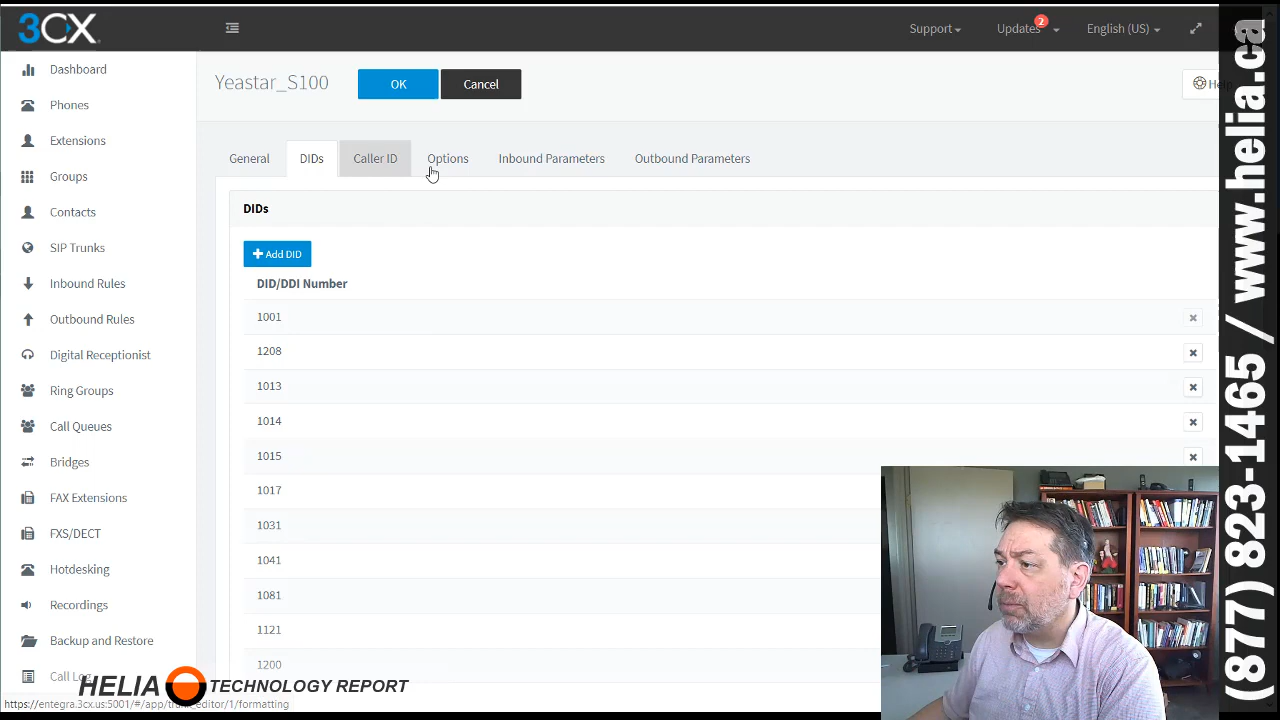 3CX
Support
Updates
2
English (US)
Dashboard
Phones
Extensions
Groups
Contacts
SIP Trunks
Inbound Rules
Outbound Rules
Digital Receptionist
Ring Groups
Call Queues
Bridges
FAX Extensions
FXS/DECT
Hotdesking
Recordings
Backup and Restore
Call Log
Yeastar_S100
OK
Cancel
Help
General
DIDs
Caller ID
Options
Inbound Parameters
Outbound Parameters
DIDs
+ Add DID
DID/DDI Number
1001
1208
1013
1014
1015
1017
1031
1041
1081
1121
1200
HELIA TECHNOLOGY REPORT
(877) 823-1465 / www.helia.ca